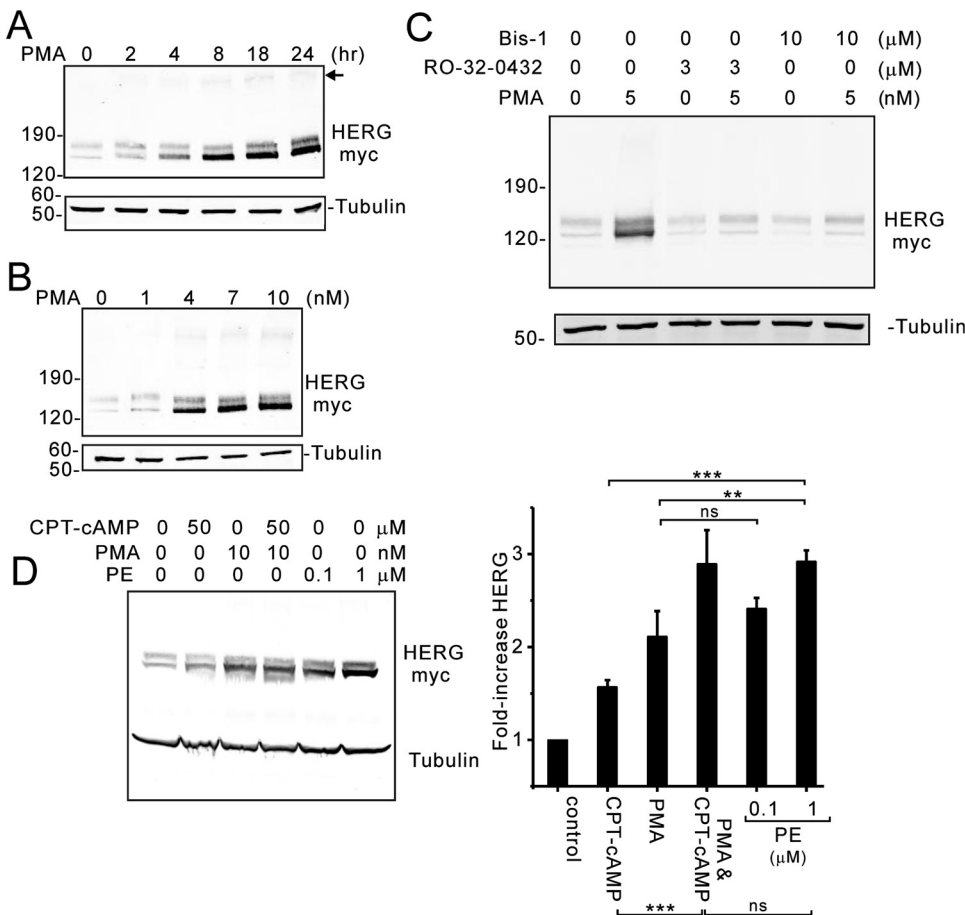 A
PMA 0 2 4 8 18 24 (hr)
190-
120-
HERG
myc
60-
50-
-Tubulin
B
PMA 0 1 4 7 10 (nM)
190-
120-
HERG
myc
60-
50-
-Tubulin
C
Bis-1 0 0 0 0 10 10 (μM)
RO-32-0432 0 0 3 3 0 0 (μM)
PMA 0 5 0 5 0 5 (nM)
190-
120-
HERG
myc
50-
-Tubulin
D
CPT-cAMP 0 50 0 50 0 0 μM
PMA 0 0 10 10 0 0 nM
PE 0 0 0 0 0.1 1 μM
HERG
myc
Tubulin
***
**
ns
Fold-increase HERG
3
2
1
control
CPT-cAMP
PMA
PMA &
CPT-cAMP
0.1 1
PE
(μM)
*** ns